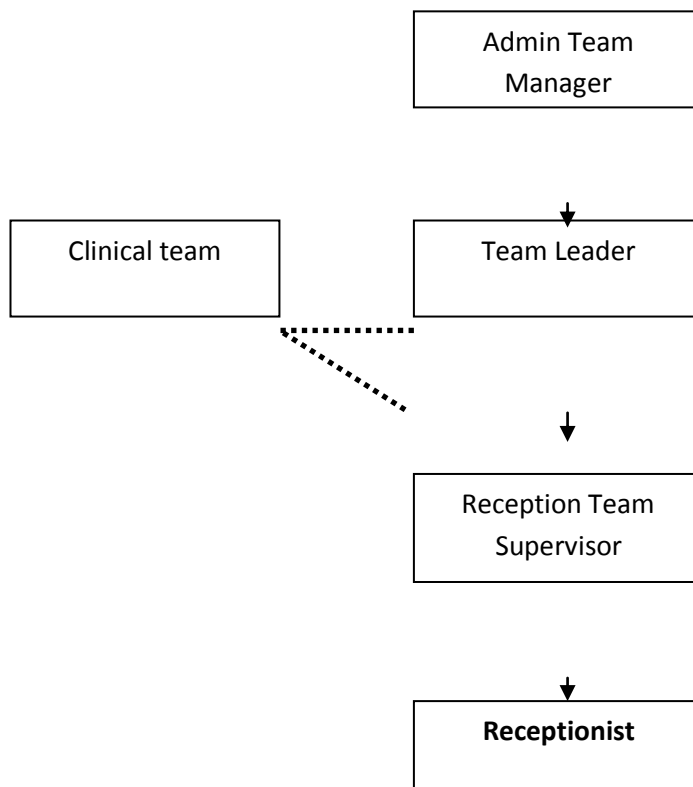 Admin Team
Manager
Clinical team
Team Leader
Reception Team
Supervisor
Receptionist